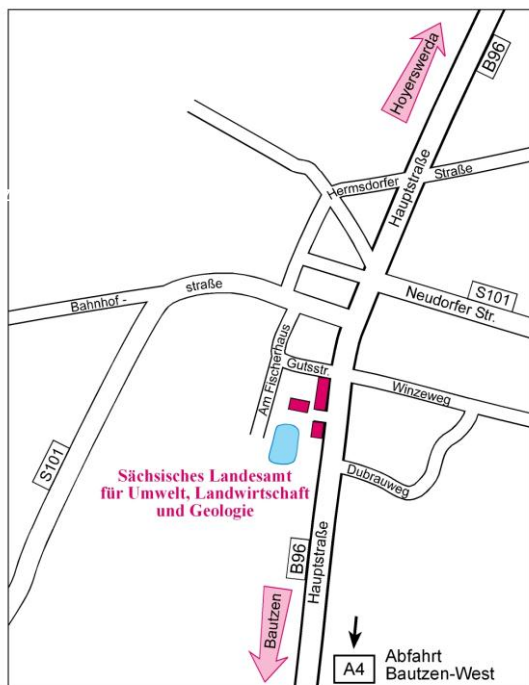 Hoyerswerda
B96
Hauptstraße
Hermsdorfer Straße
Bahnhof -
straße
S101
Neudorfer Str.
Am Fischerhaus
Gutsstr.
Winzeweg
S101
Dubrauweg
Sächsisches Landesamt
für Umwelt, Landwirtschaft
und Geologie
B96
Hauptstraße
Bautzen
A4
Abfahrt
Bautzen-West